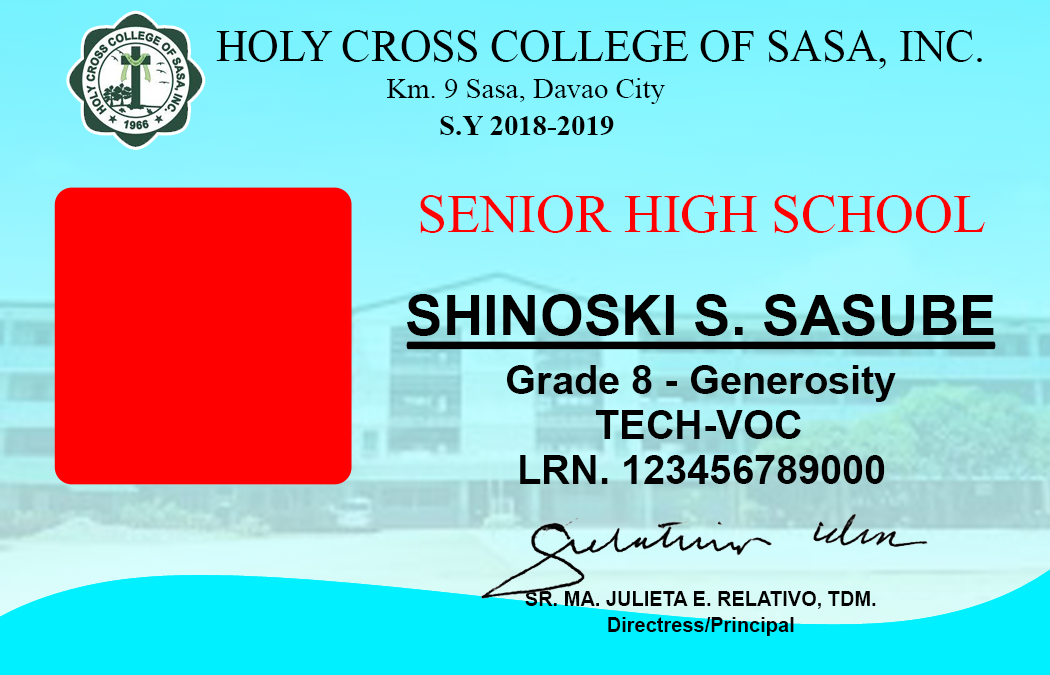 HOLY CROSS COLLEGE OF SASA, INC.
HOLY CROSS COLLEGE OF SASA, INC.
★ 1966 ★
Km. 9 Sasa, Davao City
S.Y 2018-2019
SENIOR HIGH SCHOOL
SHINOSKI S. SASUBE
Grade 8 - Generosity
TECH-VOC
LRN. 123456789000
SR. MA. JULIETA E. RELATIVO, TDM.
Directress/Principal